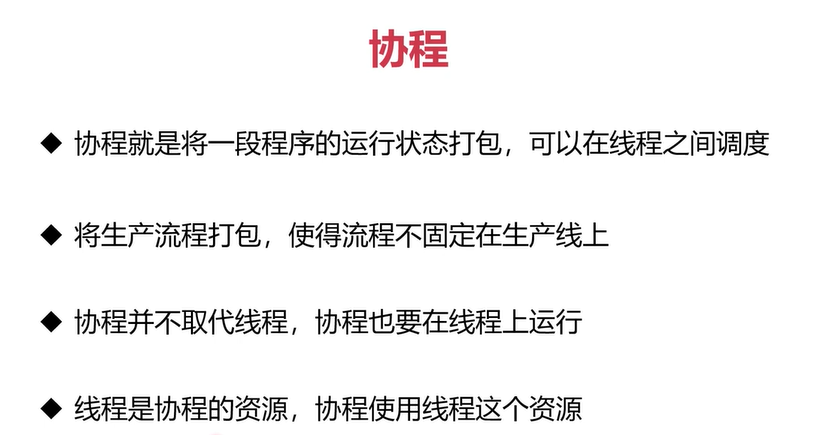 协程
◆ 协程就是将一段程序的运行状态打包，可以在线程之间调度
◆ 将生产流程打包，使得流程不固定在生产线上
◆ 协程并不取代线程，协程也要在线程上运行
◆ 线程是协程的资源，协程使用线程这个资源